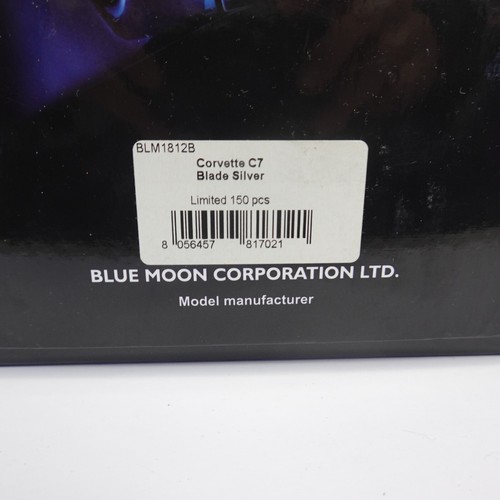 BLM1812B
Corvette C7
Blade Silver
Limited 150 pcs
8 056457 817021
BLUE MOON CORPORATION LTD.
Model manufacturer